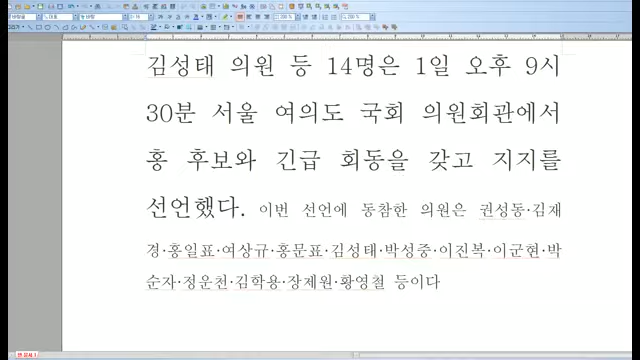 김성태 의원 등 14명은 1일 오후 9시
30분 서울 여의도 국회 의원회관에서
홍 후보와 긴급 회동을 갖고 지지를
선언했다. 이번 선언에 동참한 의원은 권성동·김재
경·홍일표·여상규·홍문표·김성태·박성중·이진복·이군현·박
순자·정운천·김학용·장제원·황영철 등이다